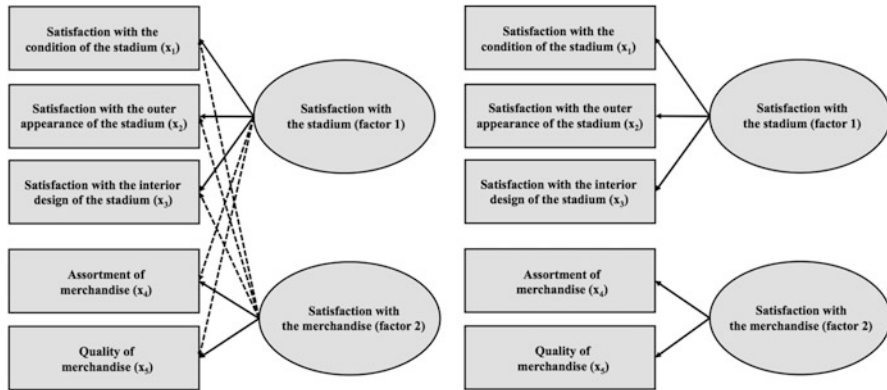 Satisfaction with the
condition of the stadium (x1)
Satisfaction with the outer
appearance of the stadium (x2)
Satisfaction with the interior
design of the stadium (x3)
Assortment of
merchandise (x4)
Quality of
merchandise (x5)
Satisfaction with
the stadium (factor 1)
Satisfaction with
the merchandise (factor 2)
Satisfaction with the
condition of the stadium (x1)
Satisfaction with the outer
appearance of the stadium (x2)
Satisfaction with the interior
design of the stadium (x3)
Assortment of
merchandise (x4)
Quality of
merchandise (x5)
Satisfaction with
the stadium (factor 1)
Satisfaction with
the merchandise (factor 2)